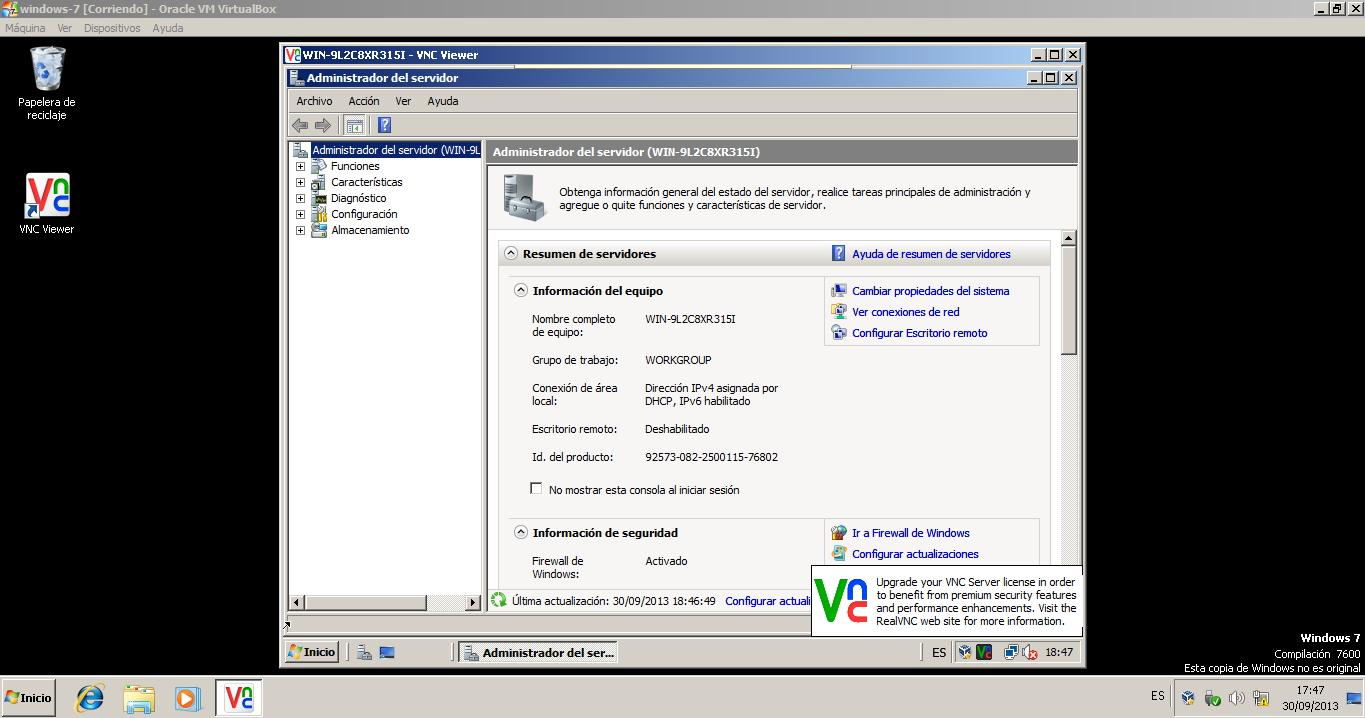 windows-7 [Corriendo] - Oracle VM VirtualBox
Máquina Ver Dispositivos Ayuda
Papelera de
reciclaje
VNC Viewer
WIN-9L2C8XR315I - VNC Viewer
Administrador del servidor
Archivo Acción Ver Ayuda
Administrador del servidor (WIN-9L
Funciones
Características
Diagnóstico
Configuración
Almacenamiento
Administrador del servidor (WIN-9L2C8XR315I)
Obtenga información general del estado del servidor, realice tareas principales de administración y
agregue o quite funciones y características de servidor.
Resumen de servidores
Ayuda de resumen de servidores
Información del equipo
Cambiar propiedades del sistema
Ver conexiones de red
Configurar Escritorio remoto
Nombre completo
de equipo:
WIN-9L2C8XR315I
Grupo de trabajo: WORKGROUP
Conexión de área
local:
Dirección IPv4 asignada por
DHCP, IPv6 habilitado
Escritorio remoto: Deshabilitado
Id. del producto: 92573-082-2500115-76802
No mostrar esta consola al iniciar sesión
Información de seguridad
Ir a Firewall de Windows
Configurar actualizaciones
Firewall de
Windows:
Activado
Última actualización: 30/09/2013 18:46:49 Configurar actuali
VNC
Upgrade your VNC Server license in order
to benefit from premium security features
and performance enhancements. Visit the
RealVNC web site for more information.
Inicio
Administrador del ser...
ES
18:47
Windows 7
Compilación 7600
Esta copia de Windows no es original
Inicio
ES
17:47
30/09/2013